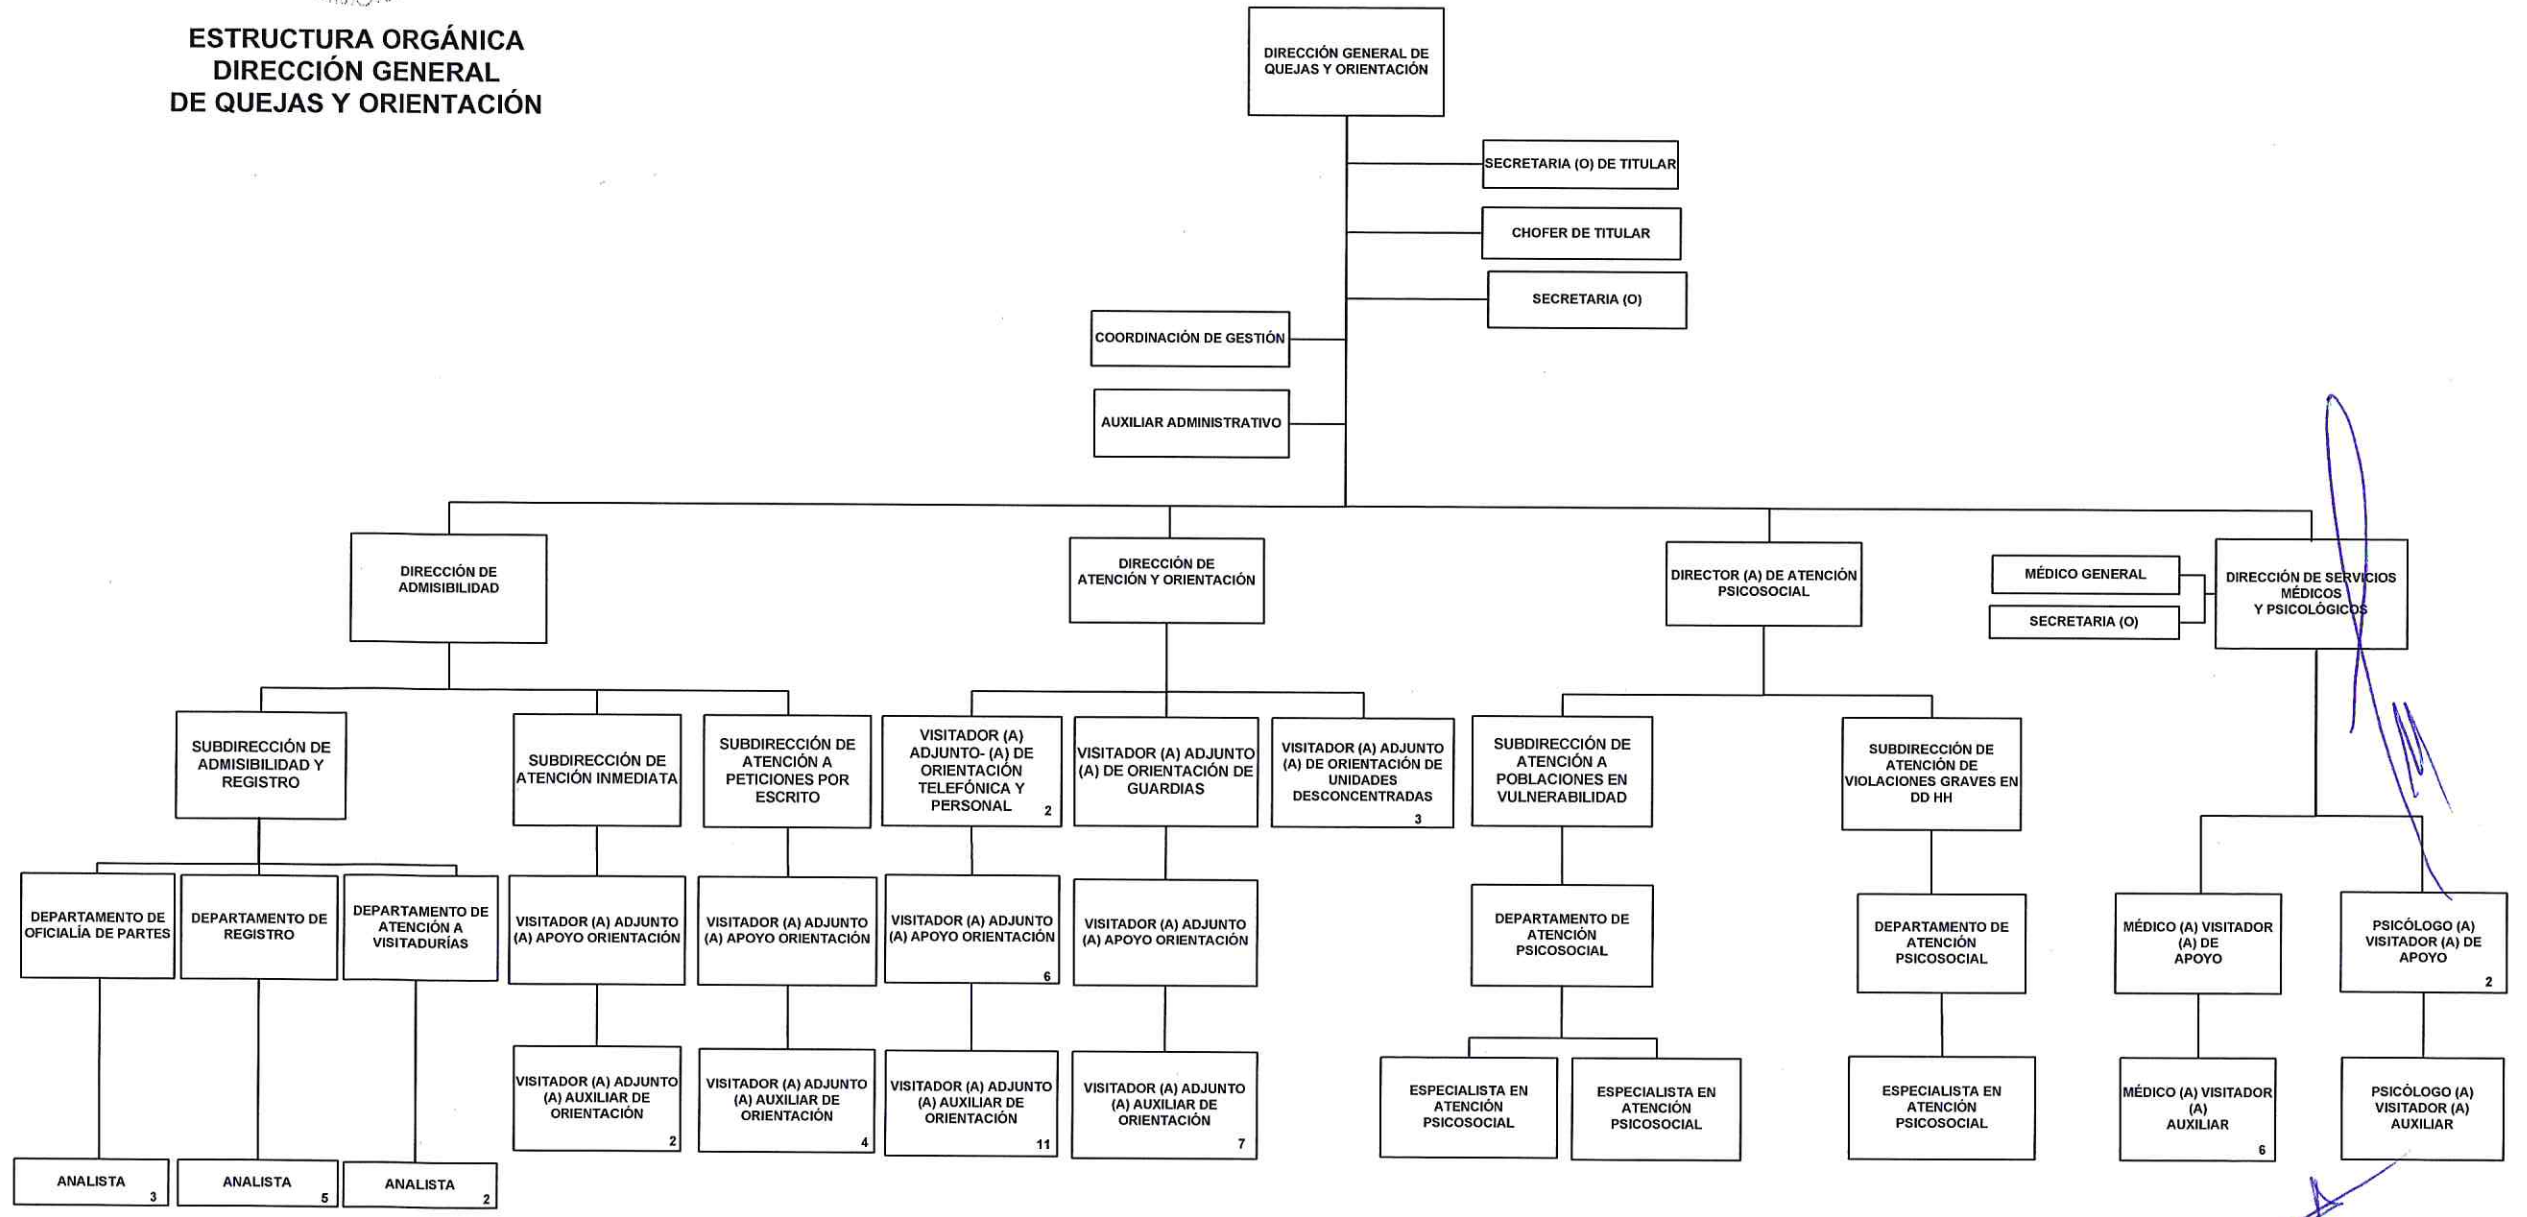 ESTRUCTURA ORGÁNICA
DIRECCIÓN GENERAL
DE QUEJAS Y ORIENTACIÓN
DIRECCIÓN GENERAL DE
QUEJAS Y ORIENTACIÓN
SECRETARIA (O) DE TITULAR
CHOFER DE TITULAR
SECRETARIA (O)
COORDINACIÓN DE GESTIÓN
AUXILIAR ADMINISTRATIVO
DIRECCIÓN DE
ADMISIBILIDAD
DIRECCIÓN DE
ATENCIÓN Y ORIENTACIÓN
DIRECTOR (A) DE ATENCIÓN
PSICOSOCIAL
MÉDICO GENERAL
SECRETARIA (O)
DIRECCIÓN DE SERVICIOS
MÉDICOS
Y PSICOLÓGICOS
SUBDIRECCIÓN DE
ADMISIBILIDAD Y
REGISTRO
SUBDIRECCIÓN DE
ATENCIÓN INMEDIATA
SUBDIRECCIÓN DE
ATENCIÓN A
PETICIONES POR
ESCRITO
VISITADOR (A)
ADJUNTO- (A) DE
ORIENTACIÓN
TELEFÓNICA Y
PERSONAL
2
VISITADOR (A) ADJUNTO
(A) DE ORIENTACIÓN DE
GUARDIAS
VISITADOR (A) ADJUNTO
(A) DE ORIENTACIÓN DE
UNIDADES
DESCONCENTRADAS
3
SUBDIRECCIÓN DE
ATENCIÓN A
POBLACIONES EN
VULNERABILIDAD
SUBDIRECCIÓN DE
ATENCIÓN DE
VIOLACIONES GRAVES EN
DD HH
DEPARTAMENTO DE
OFICIALÍA DE PARTES
DEPARTAMENTO DE
REGISTRO
DEPARTAMENTO DE
ATENCIÓN A
VISITADURÍAS
VISITADOR (A) ADJUNTO
(A) APOYO ORIENTACIÓN
VISITADOR (A) ADJUNTO
(A) APOYO ORIENTACIÓN
VISITADOR (A) ADJUNTO
(A) APOYO ORIENTACIÓN
6
VISITADOR (A) ADJUNTO
(A) APOYO ORIENTACIÓN
DEPARTAMENTO DE
ATENCIÓN
PSICOSOCIAL
DEPARTAMENTO DE
ATENCIÓN
PSICOSOCIAL
MÉDICO (A) VISITADOR
(A) DE
APOYO
PSICÓLOGO (A)
VISITADOR (A) DE
APOYO
2
VISITADOR (A) ADJUNTO
(A) AUXILIAR DE
ORIENTACIÓN
2
VISITADOR (A) ADJUNTO
(A) AUXILIAR DE
ORIENTACIÓN
4
VISITADOR (A) ADJUNTO
(A) AUXILIAR DE
ORIENTACIÓN
11
VISITADOR (A) ADJUNTO
(A) AUXILIAR DE
ORIENTACIÓN
7
ESPECIALISTA EN
ATENCIÓN
PSICOSOCIAL
ESPECIALISTA EN
ATENCIÓN
PSICOSOCIAL
ESPECIALISTA EN
ATENCIÓN
PSICOSOCIAL
MÉDICO (A) VISITADOR
(A)
AUXILIAR
6
PSICÓLOGO (A)
VISITADOR (A)
AUXILIAR
ANALISTA
3
ANALISTA
5
ANALISTA
2